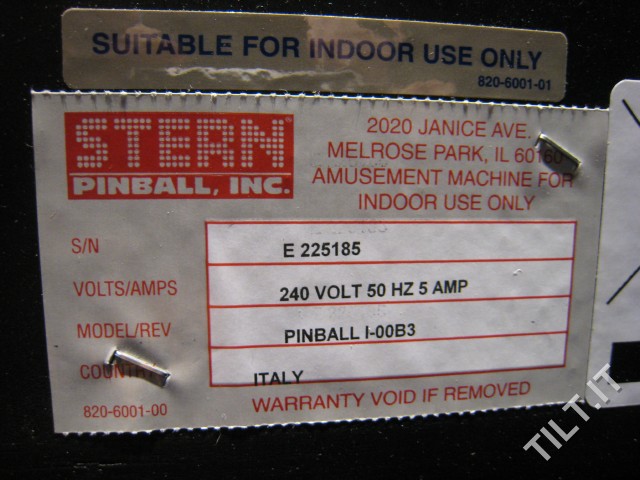 SUITABLE FOR INDOOR USE ONLY
820-6001-01
STERN
PINBALL, INC.
2020 JANICE AVE.
MELROSE PARK, IL 60160
AMUSEMENT MACHINE FOR
INDOOR USE ONLY
S/N E 225185
VOLTS/AMPS 240 VOLT 50 HZ 5 AMP
MODEL/REV PINBALL I-00B3
COUNTRY ITALY
820-6001-00
WARRANTY VOID IF REMOVED
TILT.IT